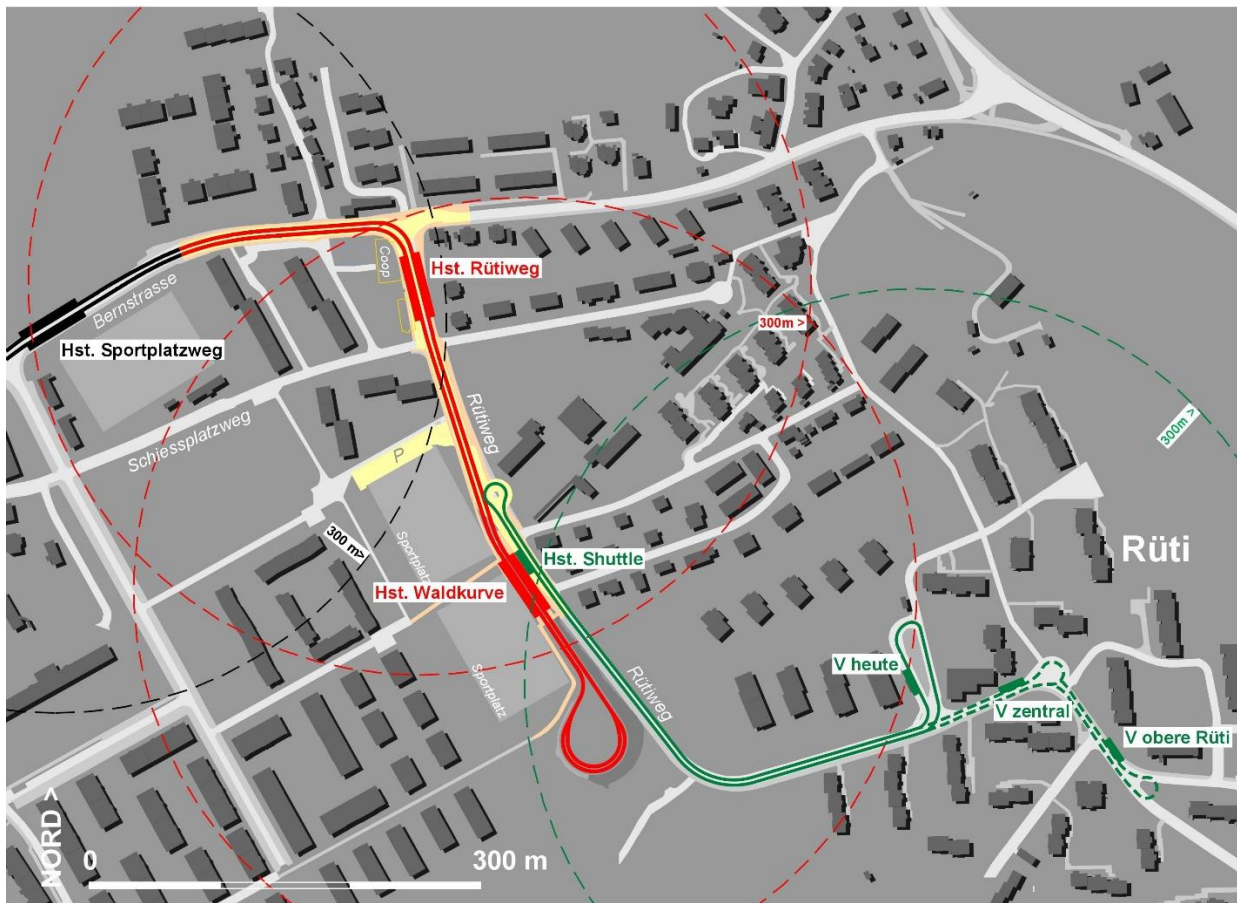 Coop
Hst. Rütiweg
Bernstrasse
Hst. Sportplatzweg
300m >
300m >
Rütiweg
Schiessplatzweg
P
300 m>
Sportplatz
Hst. Shuttle
Rüti
Hst. Waldkurve
Sportplatz
Rütiweg
V heute
V zentral
V obere Rüti
NORD >
0
300 m